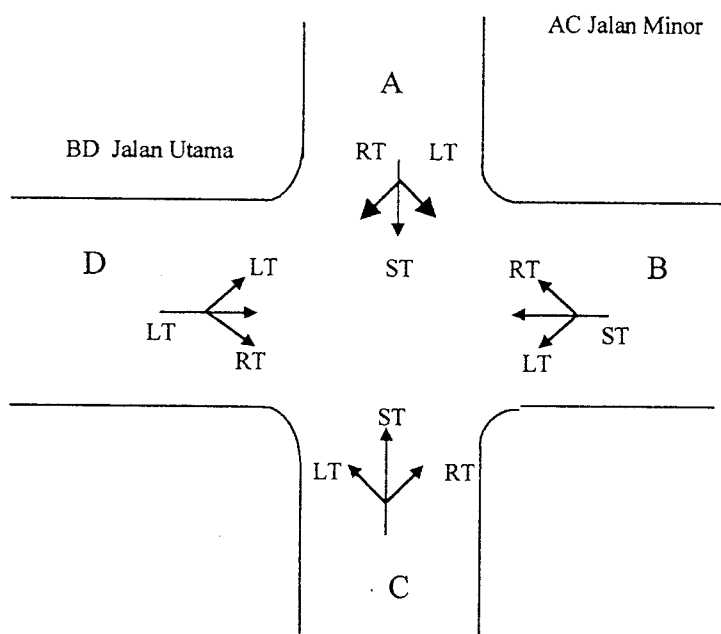 AC Jalan Minor
A
BD Jalan Utama
RT LT
D
LT
ST
RT
B
LT
RT
LT
ST
ST
LT
RT
C